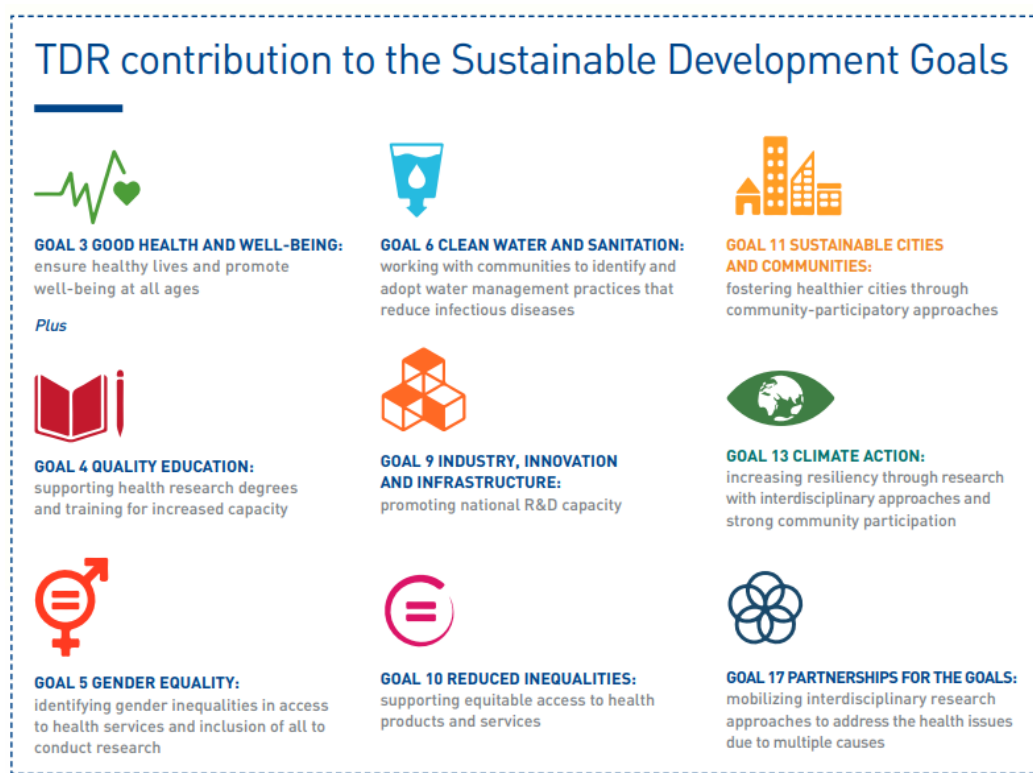 TDR contribution to the Sustainable Development Goals
GOAL 3 GOOD HEALTH AND WELL-BEING:
ensure healthy lives and promote
well-being at all ages
Plus
GOAL 4 QUALITY EDUCATION:
supporting health research degrees
and training for increased capacity
GOAL 5 GENDER EQUALITY:
identifying gender inequalities in access
to health services and inclusion of all to
conduct research
GOAL 6 CLEAN WATER AND SANITATION:
working with communities to identify and
adopt water management practices that
reduce infectious diseases
GOAL 9 INDUSTRY, INNOVATION
AND INFRASTRUCTURE:
promoting national R&D capacity
GOAL 10 REDUCED INEQUALITIES:
supporting equitable access to health
products and services
GOAL 11 SUSTAINABLE CITIES
AND COMMUNITIES:
fostering healthier cities through
community-participatory approaches
GOAL 13 CLIMATE ACTION:
increasing resiliency through research
with interdisciplinary approaches and
strong community participation
GOAL 17 PARTNERSHIPS FOR THE GOALS:
mobilizing interdisciplinary research
approaches to address the health issues
due to multiple causes